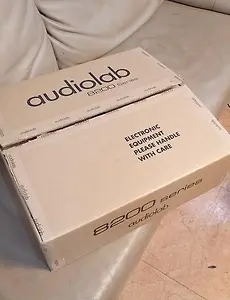 audiolab
8200 series
ELECTRONIC
EQUIPMENT
PLEASE HANDLE
WITH CARE
8200 series
audiolab